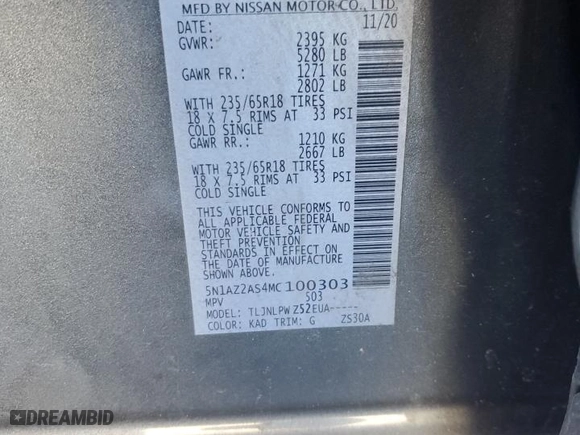 MFD BY NISSAN MOTOR CO., LTD.
DATE: 11/20
GVWR: 2395 KG
5280 LB
GAWR FR.: 1271 KG
2802 LB
WITH 235/65R18 TIRES
18 X 7.5 RIMS AT 33 PSI
COLD SINGLE
GAWR RR.: 1210 KG
2667 LB
WITH 235/65R18 TIRES
18 X 7.5 RIMS AT 33 PSI
COLD SINGLE
THIS VEHICLE CONFORMS TO
ALL APPLICABLE FEDERAL
MOTOR VEHICLE SAFETY AND
THEFT PREVENTION
STANDARDS IN EFFECT ON
THE DATE OF MANUFACTURE
SHOWN ABOVE.
5N1AZ2AS4MC100303
MPV 503
MODEL: TLJNLPW Z52EUA-----
COLOR: KAD TRIM: G ZS30A
DREAMBID